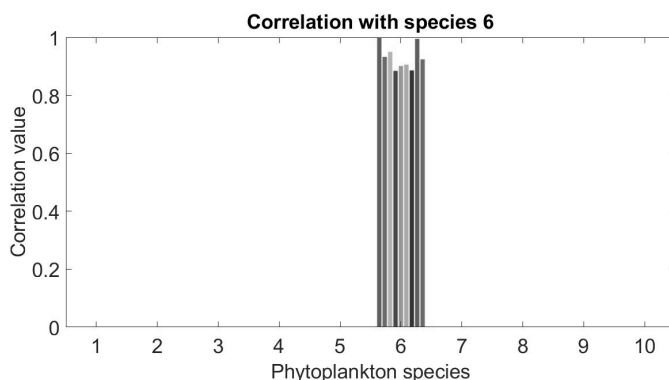 Correlation with species 6
1
0.8
0.6
0.4
0.2
0
Correlation value
1 2 3 4 5 6 7 8 9 10
Phytoplankton species